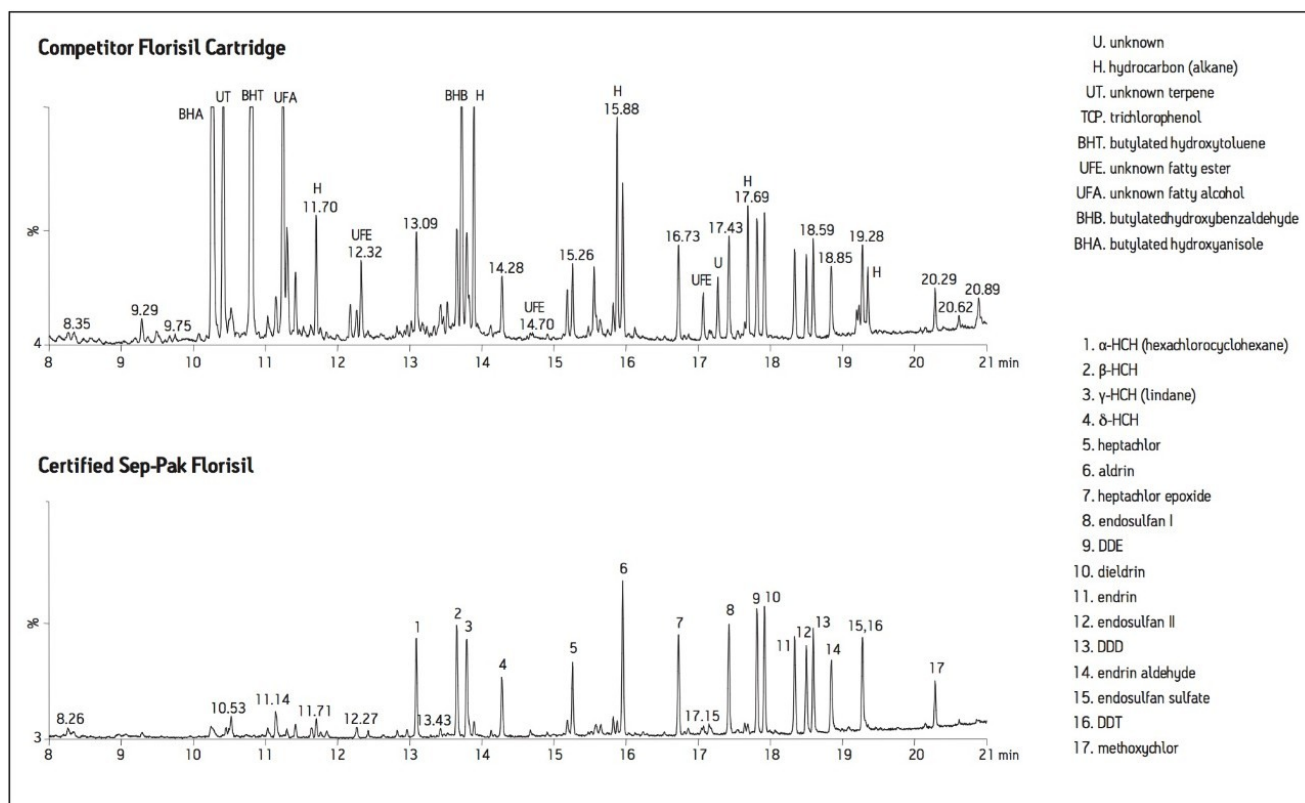 Competitor Florisil Cartridge
BHA
UT
BHT
UFA
BHB
H
H
15.88
H
11.70
UFE
12.32
13.09
14.28
UFE
14.70
15.26
16.73
UFE
U
17.43
H
17.69
18.59
18.85
19.28
H
20.29
20.62
20.89
8.35
9.29
9.75
%
4
8 9 10 11 12 13 14 15 16 17 18 19 20 21 min
Certified Sep-Pak Florisil
8.26
10.53
11.14
11.71
12.27
1
13.43
2
3
4
5
6
7
17.15
8
9
10
11
12
13
14
15,16
17
%
3
8 9 10 11 12 13 14 15 16 17 18 19 20 21 min
U. unknown
H. hydrocarbon (alkane)
UT. unknown terpene
TCP. trichlorophenol
BHT. butylated hydroxytoluene
UFE. unknown fatty ester
UFA. unknown fatty alcohol
BHB. butylatedhydroxybenzaldehyde
BHA. butylated hydroxyanisole
1. α-HCH (hexachlorocyclohexane)
2. β-HCH
3. γ-HCH (lindane)
4. δ-HCH
5. heptachlor
6. aldrin
7. heptachlor epoxide
8. endosulfan I
9. DDE
10. dieldrin
11. endrin
12. endosulfan II
13. DDD
14. endrin aldehyde
15. endosulfan sulfate
16. DDT
17. methoxychlor